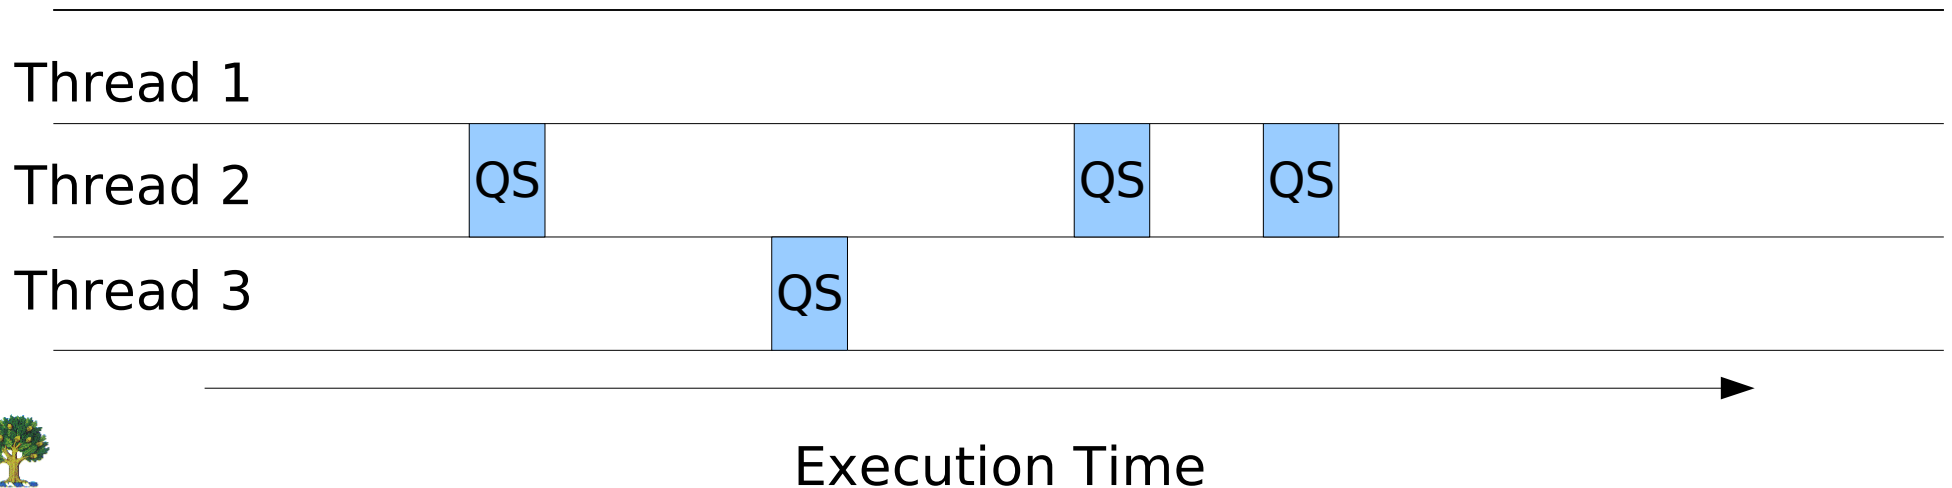 Thread 1
Thread 2
QS QS QS
Thread 3
QS
Execution Time